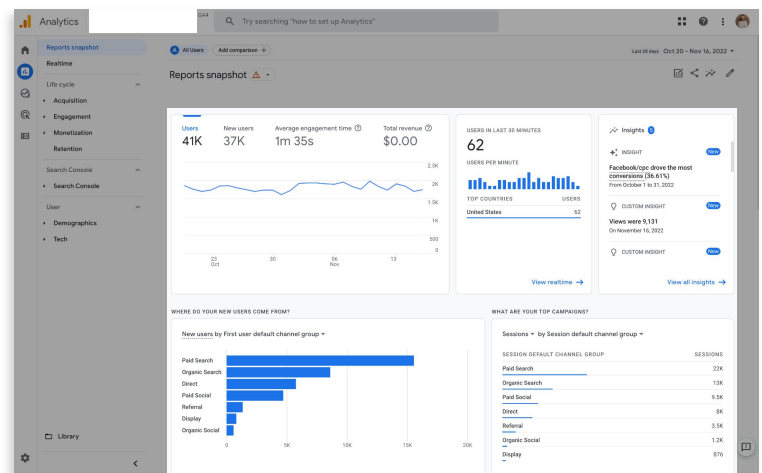 Analytics
GA4
Try searching "how to set up Analytics"
Reports snapshot
Realtime
Life cycle
Acquisition
Engagement
Monetization
Retention
Search Console
Search Console
User
Demographics
Tech
Library
A All Users
Add comparison +
Last 28 days Oct 20 - Nov 16, 2022
Reports snapshot
Users
41K
New users
37K
Average engagement time
1m 35s
Total revenue
$0.00
2.5K
2K
1.5K
1K
500
0
23
Oct
30
06
Nov
13
USERS IN LAST 30 MINUTES
62
USERS PER MINUTE
TOP COUNTRIES USERS
United States 62
View realtime →
Insights 5
INSIGHT New
Facebook/cpc drove the most
conversions (36.61%)
From October 1 to 31, 2022
CUSTOM INSIGHT New
Views were 9,131
On November 16, 2022
CUSTOM INSIGHT New
View all insights →
WHERE DO YOUR NEW USERS COME FROM?
New users by First user default channel group
Paid Search
Organic Search
Direct
Paid Social
Referral
Display
Organic Social
0 5K 10K 15K 20K
WHAT ARE YOUR TOP CAMPAIGNS?
Sessions by Session default channel group
SESSION DEFAULT CHANNEL GROUP SESSIONS
Paid Search 22K
Organic Search 13K
Paid Social 9.5K
Direct 8K
Referral 3.5K
Organic Social 1.2K
Display 876